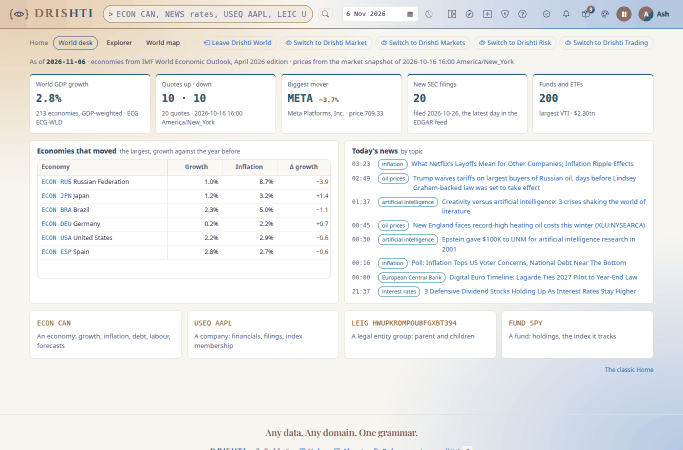 { } DRISHTI
> ECON CAN, NEWS rates, USEQ AAPL, LEIC U
6 Nov 2026
9
A Ash
Home World desk Explorer World map Leave Drishti World Switch to Drishti Market Switch to Drishti Markets Switch to Drishti Risk Switch to Drishti Trading
As of 2026-11-06 · economies from IMF World Economic Outlook, April 2026 edition · prices from the market snapshot of 2026-10-16 16:00 America/New_York
World GDP growth
2.8%
213 economies, GDP-weighted · ECG
ECG-WLD
Quotes up · down
10 · 10
20 quotes · 2026-10-16 16:00
America/New_York
Biggest mover
META −3.7%
Meta Platforms, Inc. · price 709.33
New SEC filings
20
filed 2026-10-26, the latest day in the
EDGAR feed
Funds and ETFs
200
largest VTI · $2.30tn
Economies that moved the largest, growth against the year before
Economy Growth Inflation Δ growth
ECON RUS Russian Federation 1.0% 8.7% −3.9
ECON JPN Japan 1.2% 3.2% +1.4
ECON BRA Brazil 2.3% 5.0% −1.1
ECON DEU Germany 0.2% 2.2% +0.7
ECON USA United States 2.2% 2.9% −0.6
ECON ESP Spain 2.8% 2.7% −0.6
Today's news by topic
03:23 inflation What Netflix's Layoffs Mean for Other Companies; Inflation Ripple Effects
02:49 oil prices Trump waives tariffs on largest buyers of Russian oil, days before Lindsey
Graham-backed law was set to take effect
01:37 artificial intelligence Creativity versus artificial intelligence: 3 crises shaking the world of
literature
00:45 oil prices New England faces record-high heating oil costs this winter (XLU:NYSEARCA)
00:30 artificial intelligence Epstein gave $100K to UNM for artificial intelligence research in
2001
00:16 inflation Poll: Inflation Tops US Voter Concerns, National Debt Near The Bottom
00:00 European Central Bank Digital Euro Timeline: Lagarde Ties 2027 Pilot to Year-End Law
21:37 interest rates 3 Defensive Dividend Stocks Holding Up As Interest Rates Stay Higher
ECON CAN
An economy: growth, inflation, debt, labour,
forecasts
USEQ AAPL
A company: financials, filings, index
membership
LEIG HWUPKR0MPOU8FGXBT394
A legal entity group: parent and children
FUND SPY
A fund: holdings, the index it tracks
The classic Home
Any data. Any domain. One grammar.